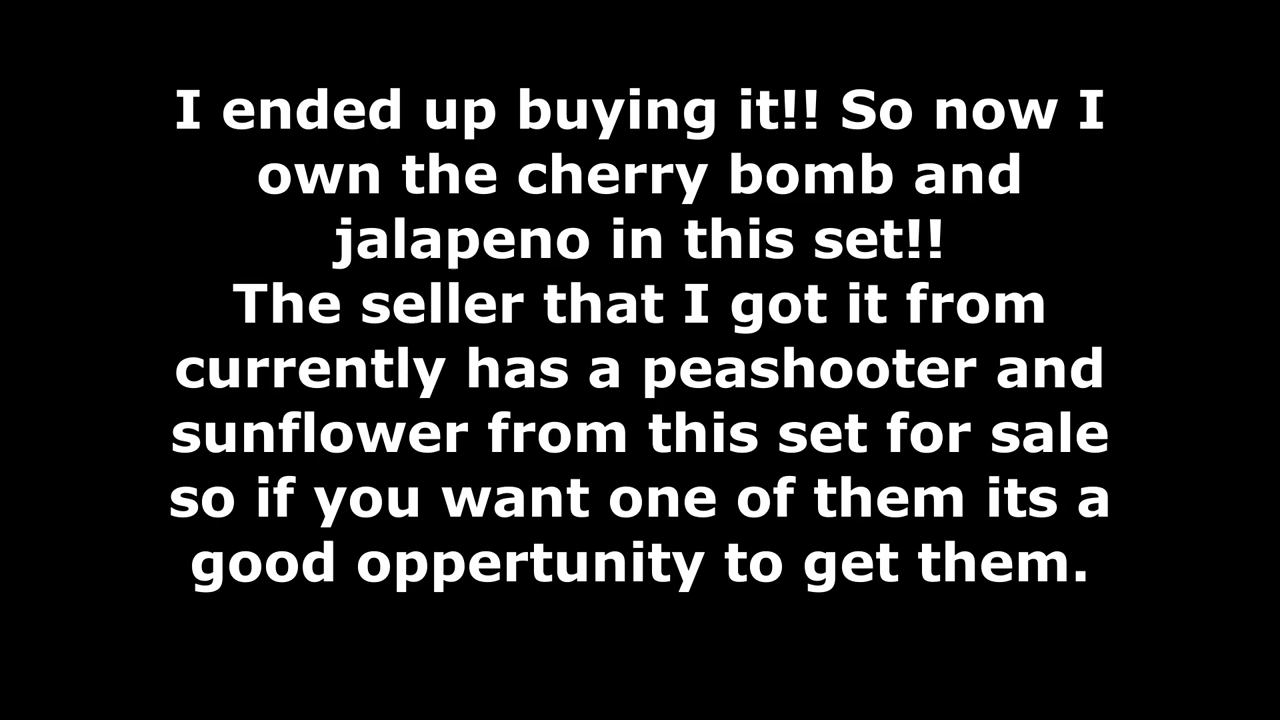 I ended up buying it!! So now I
own the cherry bomb and
jalapeno in this set!!
The seller that I got it from
currently has a peashooter and
sunflower from this set for sale
so if you want one of them its a
good oppertunity to get them.